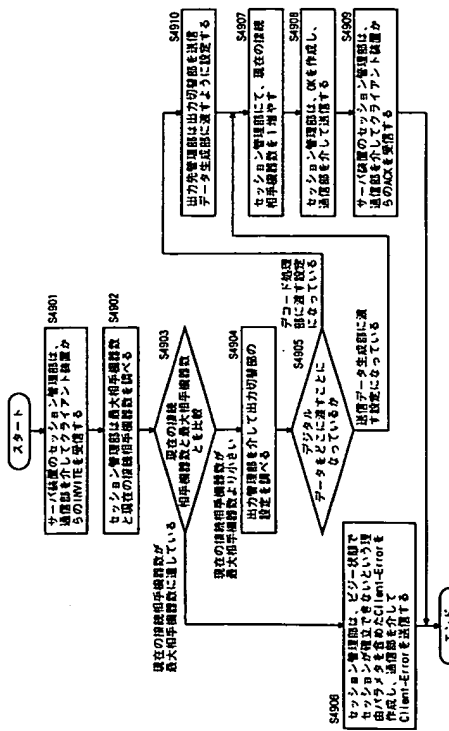 スタート
S4901
サーバ装置のセッション管理部は、
通信部を介してクライアント装置か
らのINVITEを受信する
S4902
セッション管理部は最大相手機器数
と現在の接続相手機器数を調べる
S4903
現在の接続
相手機器数と最大相手機器数
とを比較
現在の接続相手機器数が
最大相手機器数に達している
現在の接続相手機器数が
最大相手機器数より小さい
S4904
出力管理部を介して出力切替部の
設定を調べる
S4905
デジタル
データをどこに渡すことに
なっているか
デコード処理
部に渡す設定
になっている
送信データ生成部に渡
す設定になっている
S4906
セッション管理部は、ビジー状態で
セッションが確立できないという理
由パラメタを含めたClient-Errorを
作成し、通信部を介して
Client-Errorを送信する
S4910
出力先管理部は出力切替部を送信
データ生成部に渡すように設定する
S4907
セッション管理部にて、現在の接続
相手機器数を1増やす
S4908
セッション管理部は、OKを作成し、
通信部を介して送信する
S4909
サーバ装置のセッション管理部は、
通信部を介してクライアント装置か
らのACKを受信する
エンド